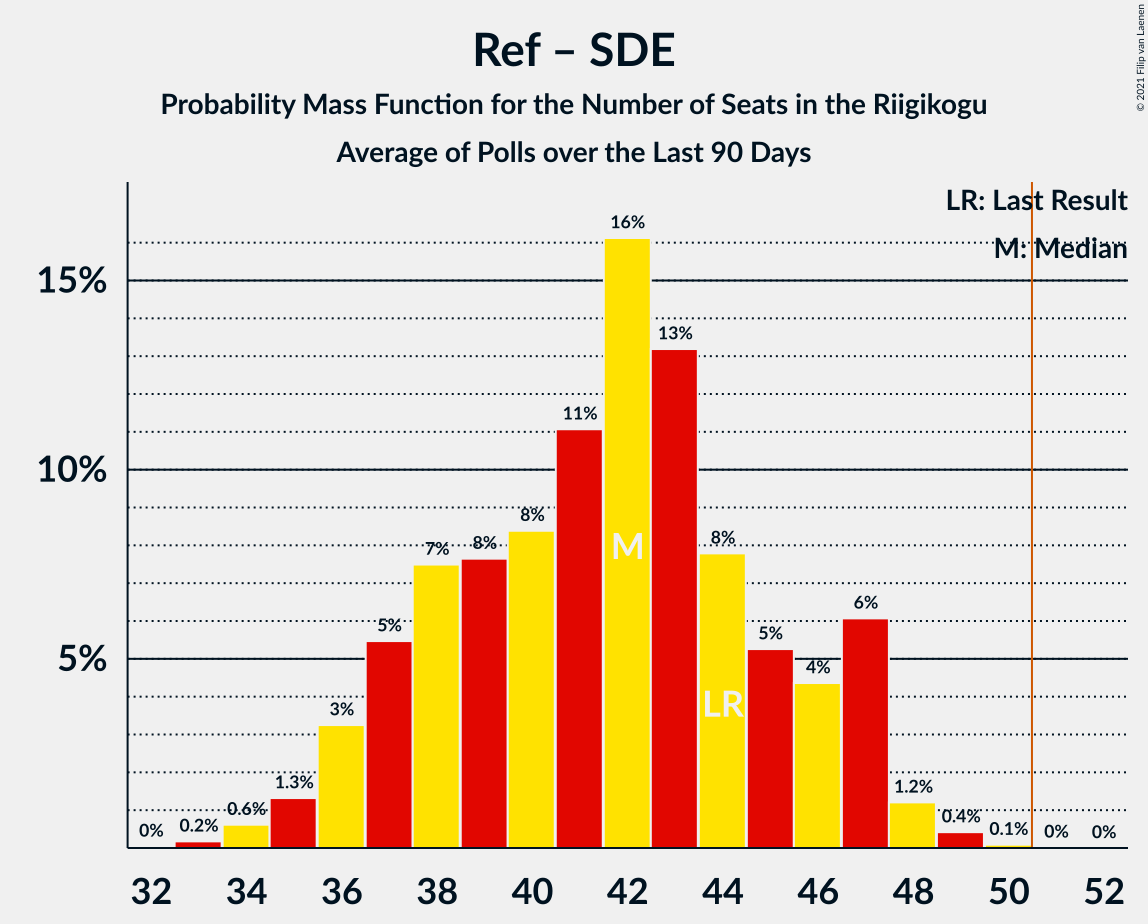 © 2021 Filip van Laenen
Ref – SDE
Probability Mass Function for the Number of Seats in the Riigikogu
Average of Polls over the Last 90 Days
LR: Last Result
M: Median
15%
10%
5%
0%
0.2%
0.6%
1.3%
3%
5%
7%
8%
8%
11%
16%
13%
8%
5%
4%
6%
1.2%
0.4%
0.1%
0%
0%
M
LR
32 34 36 38 40 42 44 46 48 50 52